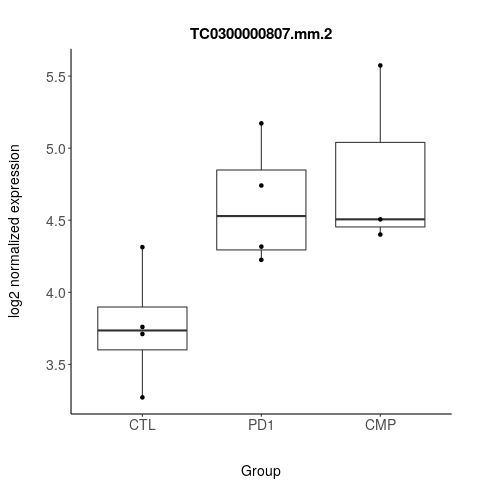 TC0300000807.mm.2
log2 normalized expression
5.5
5.0
4.5
4.0
3.5
CTL PD1 CMP
Group